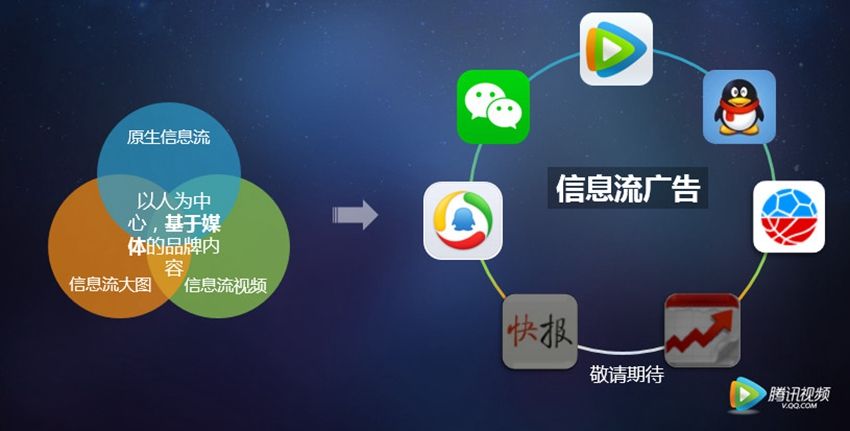 原生信息流
以人为中
心，基于媒
体的品牌内
容
信息流大图
信息流视频
信息流广告
快报
敬请期待
腾讯视频
V.QQ.COM